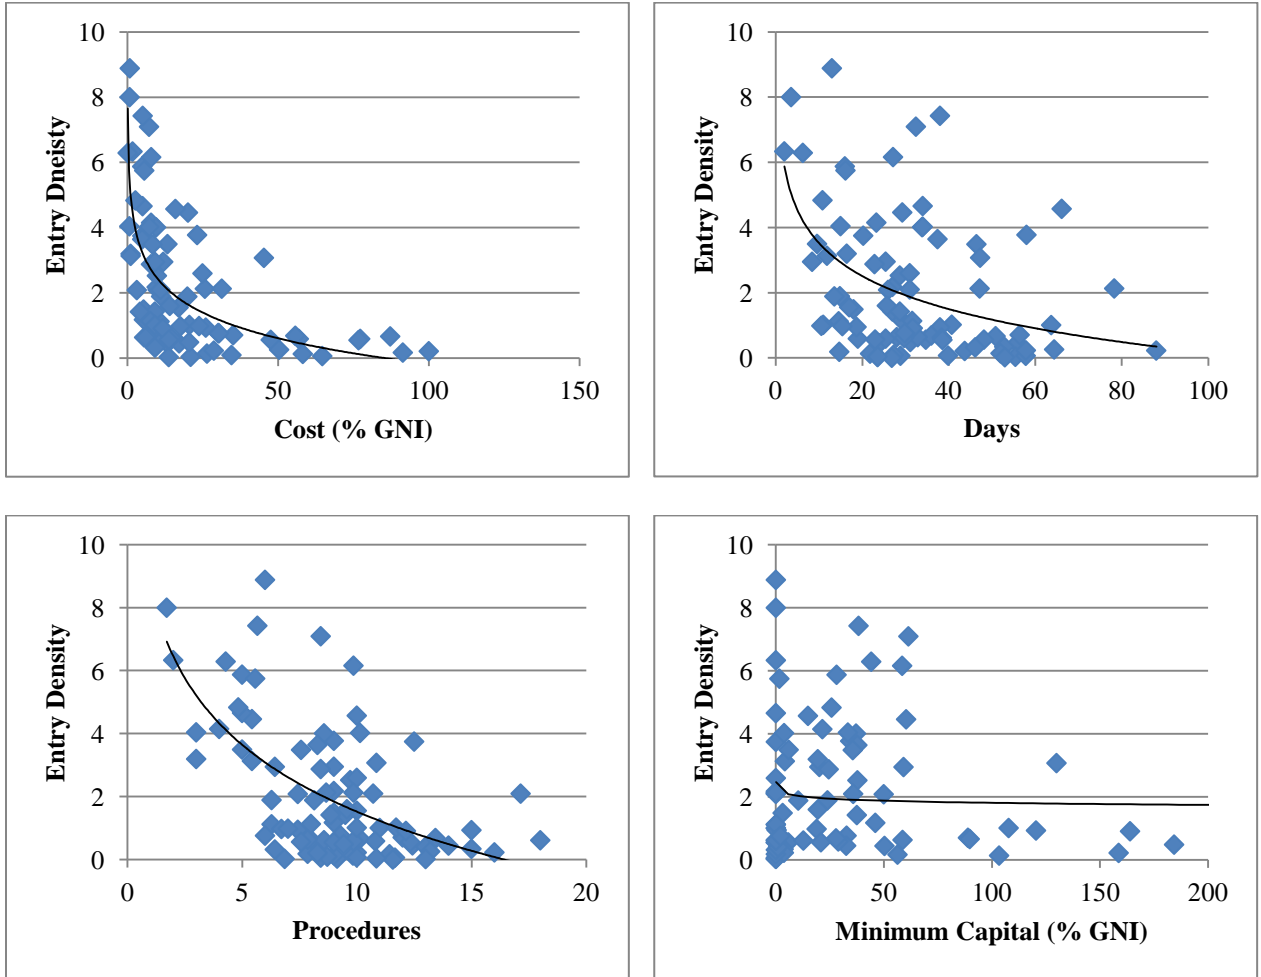 10
8
6
4
2
0
Entry Dneisty
0 50 100 150
Cost (% GNI)
10
8
6
4
2
0
Entry Density
0 20 40 60 80 100
Days
10
8
6
4
2
0
Entry Density
0 5 10 15 20
Procedures
10
8
6
4
2
0
Entry Density
0 50 100 150 200
Minimum Capital (% GNI)